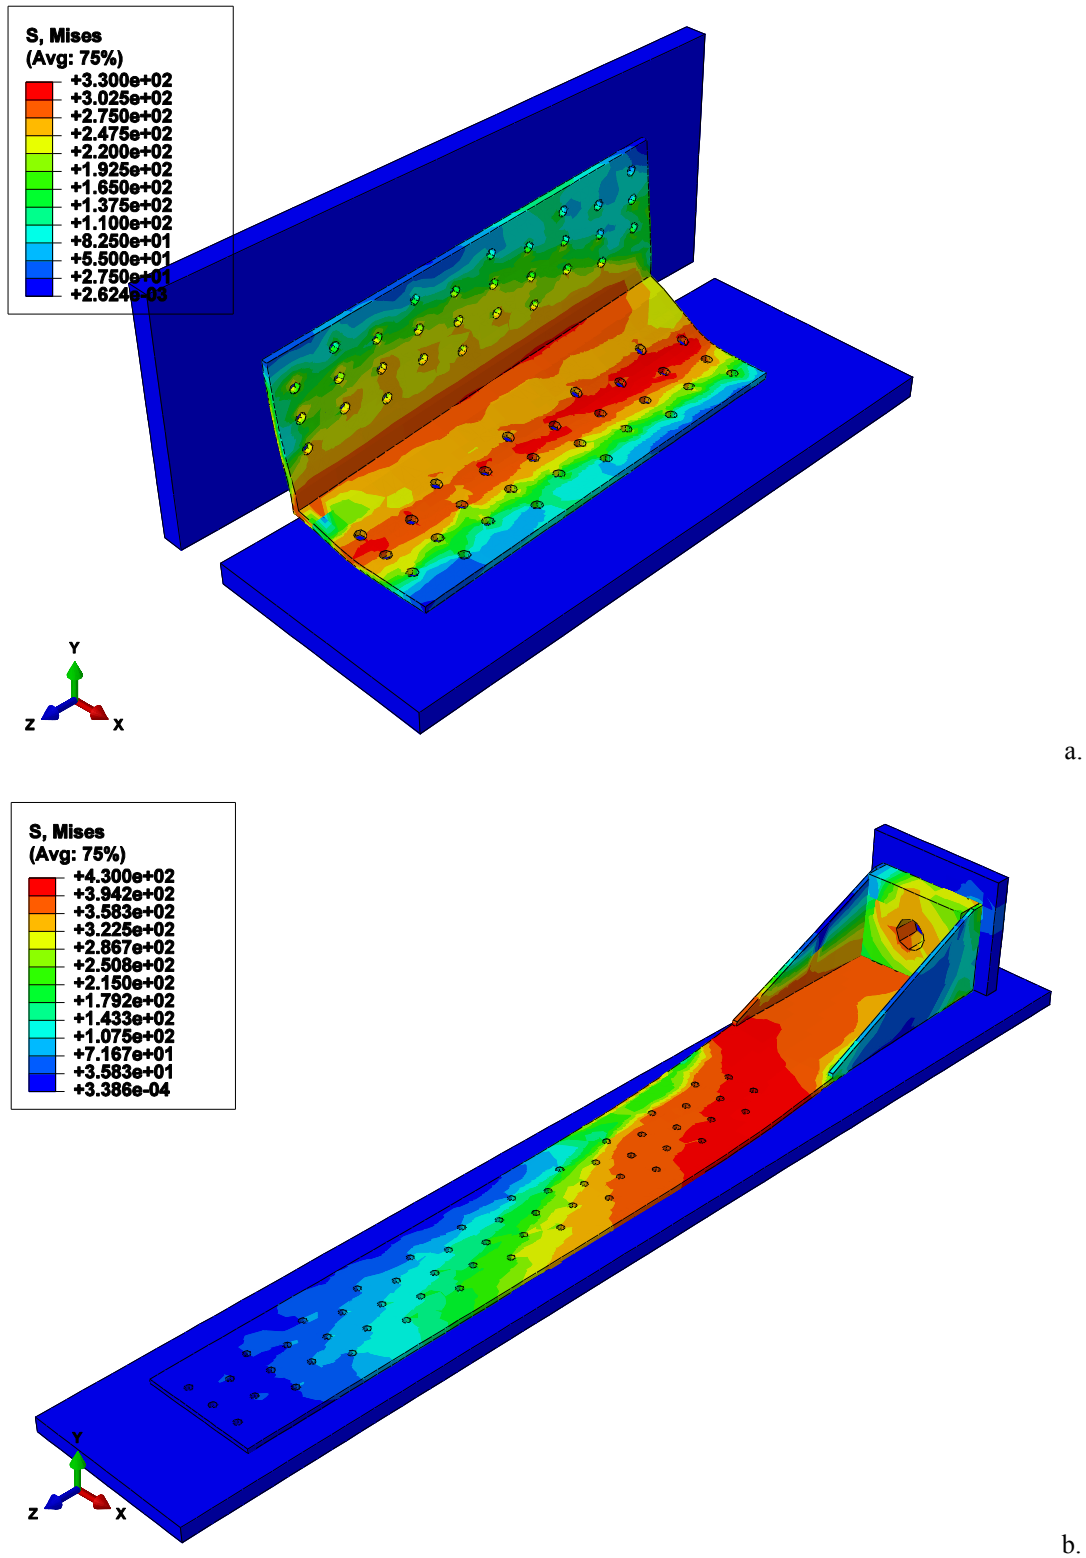 S, Mises
(Avg: 75%)
+3.300e+02
+3.025e+02
+2.750e+02
+2.475e+02
+2.200e+02
+1.925e+02
+1.650e+02
+1.375e+02
+1.100e+02
+8.250e+01
+5.500e+01
+2.750e+01
+2.624e-03
Y
Z
X
a.
S, Mises
(Avg: 75%)
+4.300e+02
+3.942e+02
+3.583e+02
+3.225e+02
+2.867e+02
+2.508e+02
+2.150e+02
+1.792e+02
+1.433e+02
+1.075e+02
+7.167e+01
+3.583e+01
+3.386e-04
Y
Z
X
b.